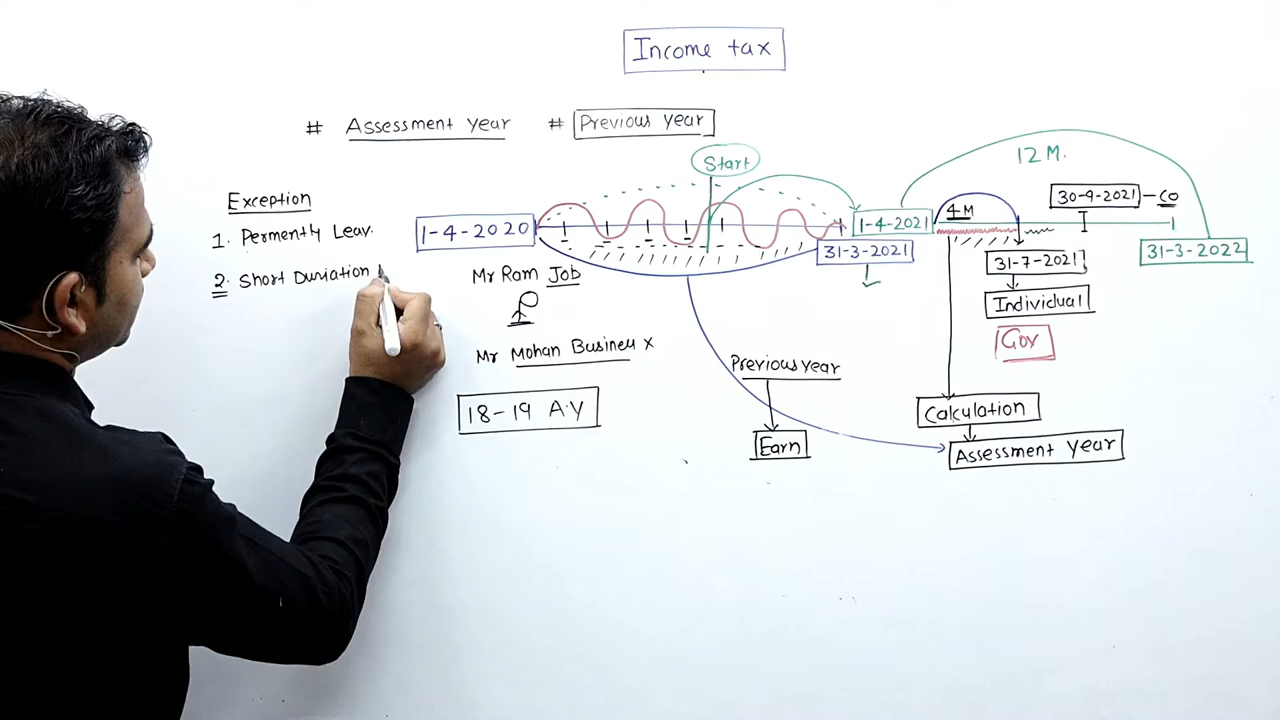 Income tax
# Assessment year # Previous year
Start
12 M.
Exception
1. Permently Leav.
2. Short Duration
1-4-2020
1-4-2021
31-3-2021
4 M
30-9-2021 - CO
31-7-2021
31-3-2022
Individual
Gov
Mr Ram Job
Mr Mohan Business x
18-19 A.Y
Previous year
Earn
Calculation
Assessment year